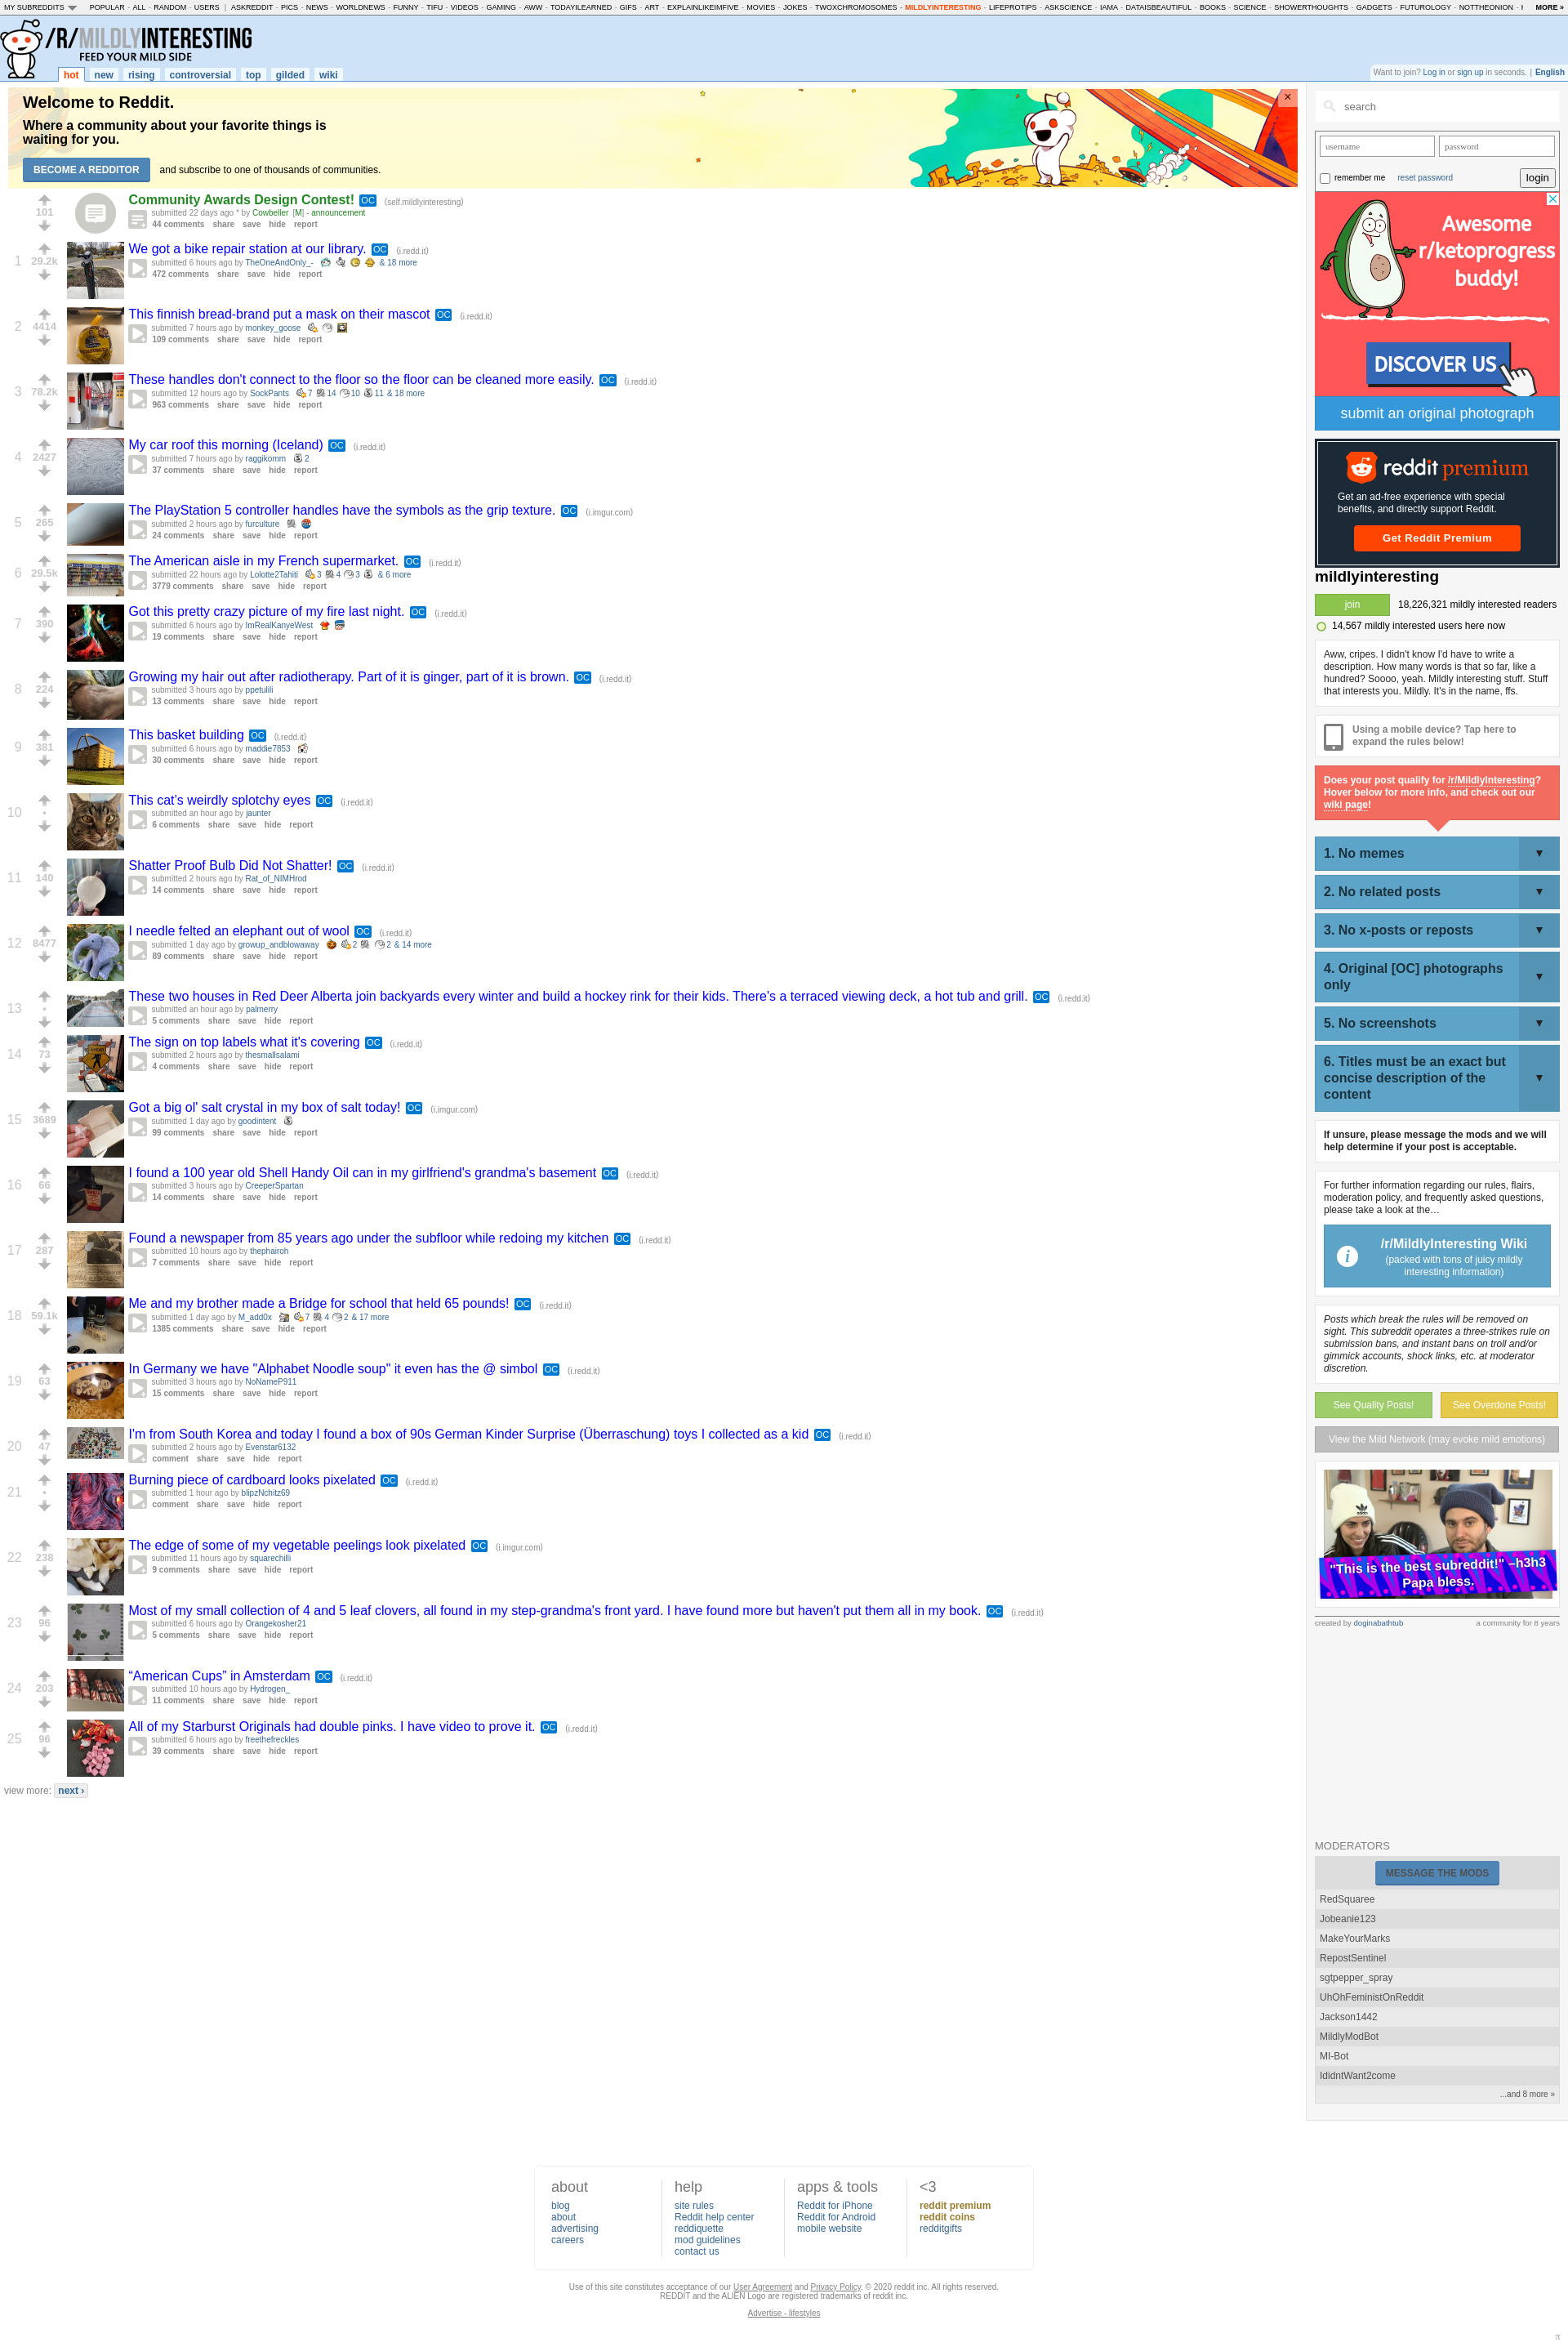 MY SUBREDDITS POPULAR - ALL - RANDOM - USERS | ASKREDDIT - PICS - NEWS - WORLDNEWS - FUNNY - TIFU - VIDEOS - GAMING - AWW - TODAYILEARNED - GIFS - ART - EXPLAINLIKEIMFIVE - MOVIES - JOKES - TWOXCHROMOSOMES - MILDLYINTERESTING - LIFEPROTIPS - ASKSCIENCE - IAMA - DATAISBEAUTIFUL - BOOKS - SCIENCE - SHOWERTHOUGHTS - GADGETS - FUTUROLOGY - NOTTHEONION - MORE »
/R/MILDLYINTERESTING
FEED YOUR MILD SIDE
hot new rising controversial top gilded wiki
Want to join? Log in or sign up in seconds. | English
Welcome to Reddit.
Where a community about your favorite things is
waiting for you.
BECOME A REDDITOR and subscribe to one of thousands of communities.
×
101
Community Awards Design Contest! OC (self.mildlyinteresting)
submitted 22 days ago * by Cowbeller [M] - announcement
44 comments share save hide report
1 29.2k
We got a bike repair station at our library. OC (i.redd.it)
submitted 6 hours ago by TheOneAndOnly_- & 18 more
472 comments share save hide report
2 4414
This finnish bread-brand put a mask on their mascot OC (i.redd.it)
submitted 7 hours ago by monkey_goose
109 comments share save hide report
3 78.2k
These handles don't connect to the floor so the floor can be cleaned more easily. OC (i.redd.it)
submitted 12 hours ago by SockPants 7 14 10 11 & 18 more
963 comments share save hide report
4 2427
My car roof this morning (Iceland) OC (i.redd.it)
submitted 7 hours ago by raggikomm 2
37 comments share save hide report
5 265
The PlayStation 5 controller handles have the symbols as the grip texture. OC (i.imgur.com)
submitted 2 hours ago by furculture
24 comments share save hide report
6 29.5k
The American aisle in my French supermarket. OC (i.redd.it)
submitted 22 hours ago by Lolotte2Tahiti 3 4 3 & 6 more
3779 comments share save hide report
7 390
Got this pretty crazy picture of my fire last night. OC (i.redd.it)
submitted 6 hours ago by ImRealKanyeWest
19 comments share save hide report
8 224
Growing my hair out after radiotherapy. Part of it is ginger, part of it is brown. OC (i.redd.it)
submitted 3 hours ago by ppetulili
13 comments share save hide report
9 381
This basket building OC (i.redd.it)
submitted 6 hours ago by maddie7853
30 comments share save hide report
10 •
This cat's weirdly splotchy eyes OC (i.redd.it)
submitted an hour ago by jaunter
6 comments share save hide report
11 140
Shatter Proof Bulb Did Not Shatter! OC (i.redd.it)
submitted 2 hours ago by Rat_of_NIMHrod
14 comments share save hide report
12 8477
I needle felted an elephant out of wool OC (i.redd.it)
submitted 1 day ago by growup_andblowaway 2 2 & 14 more
89 comments share save hide report
13 •
These two houses in Red Deer Alberta join backyards every winter and build a hockey rink for their kids. There's a terraced viewing deck, a hot tub and grill. OC (i.redd.it)
submitted an hour ago by palmerry
5 comments share save hide report
14 73
The sign on top labels what it's covering OC (i.redd.it)
submitted 2 hours ago by thesmallsalami
4 comments share save hide report
15 3689
Got a big ol' salt crystal in my box of salt today! OC (i.imgur.com)
submitted 1 day ago by goodintent
99 comments share save hide report
16 66
I found a 100 year old Shell Handy Oil can in my girlfriend's grandma's basement OC (i.redd.it)
submitted 3 hours ago by CreeperSpartan
14 comments share save hide report
17 287
Found a newspaper from 85 years ago under the subfloor while redoing my kitchen OC (i.redd.it)
submitted 10 hours ago by thephairoh
7 comments share save hide report
18 59.1k
Me and my brother made a Bridge for school that held 65 pounds! OC (i.redd.it)
submitted 1 day ago by M_add0x 7 4 2 & 17 more
1385 comments share save hide report
19 63
In Germany we have "Alphabet Noodle soup" it even has the @ simbol OC (i.redd.it)
submitted 3 hours ago by NoNameP911
15 comments share save hide report
20 47
I'm from South Korea and today I found a box of 90s German Kinder Surprise (Überraschung) toys I collected as a kid OC (i.redd.it)
submitted 2 hours ago by Evenstar6132
comment share save hide report
21 •
Burning piece of cardboard looks pixelated OC (i.redd.it)
submitted 1 hour ago by blipzNchitz69
comment share save hide report
22 238
The edge of some of my vegetable peelings look pixelated OC (i.imgur.com)
submitted 11 hours ago by squarechilli
9 comments share save hide report
23 96
Most of my small collection of 4 and 5 leaf clovers, all found in my step-grandma's front yard. I have found more but haven't put them all in my book. OC (i.redd.it)
submitted 6 hours ago by Orangekosher21
5 comments share save hide report
24 203
“American Cups” in Amsterdam OC (i.redd.it)
submitted 10 hours ago by Hydrogen_
11 comments share save hide report
25 96
All of my Starburst Originals had double pinks. I have video to prove it. OC (i.redd.it)
submitted 6 hours ago by freethefreckles
39 comments share save hide report
view more: next ›
search
username password
remember me reset password login
Awesome
r/ketoprogress
buddy!
DISCOVER US
submit an original photograph
reddit premium
Get an ad-free experience with special
benefits, and directly support Reddit.
Get Reddit Premium
mildlyinteresting
join 18,226,321 mildly interested readers
14,567 mildly interested users here now
Aww, cripes. I didn't know I'd have to write a
description. How many words is that so far, like a
hundred? Soooo, yeah. Mildly interesting stuff. Stuff
that interests you. Mildly. It's in the name, ffs.
Using a mobile device? Tap here to
expand the rules below!
Does your post qualify for /r/MildlyInteresting?
Hover below for more info, and check out our
wiki page!
1. No memes
2. No related posts
3. No x-posts or reposts
4. Original [OC] photographs
only
5. No screenshots
6. Titles must be an exact but
concise description of the
content
If unsure, please message the mods and we will
help determine if your post is acceptable.
For further information regarding our rules, flairs,
moderation policy, and frequently asked questions,
please take a look at the…
i
/r/MildlyInteresting Wiki
(packed with tons of juicy mildly
interesting information)
Posts which break the rules will be removed on
sight. This subreddit operates a three-strikes rule on
submission bans, and instant bans on troll and/or
gimmick accounts, shock links, etc. at moderator
discretion.
See Quality Posts! See Overdone Posts!
View the Mild Network (may evoke mild emotions)
"This is the best subreddit!" –h3h3
Papa bless.
created by doginabathtub a community for 8 years
MODERATORS
MESSAGE THE MODS
RedSquaree
Jobeanie123
MakeYourMarks
RepostSentinel
sgtpepper_spray
UhOhFeministOnReddit
Jackson1442
MildlyModBot
MI-Bot
IdidntWant2come
...and 8 more »
about
blog
about
advertising
careers
help
site rules
Reddit help center
reddiquette
mod guidelines
contact us
apps & tools
Reddit for iPhone
Reddit for Android
mobile website
<3
reddit premium
reddit coins
redditgifts
Use of this site constitutes acceptance of our User Agreement and Privacy Policy. © 2020 reddit inc. All rights reserved.
REDDIT and the ALIEN Logo are registered trademarks of reddit inc.
Advertise - lifestyles
π